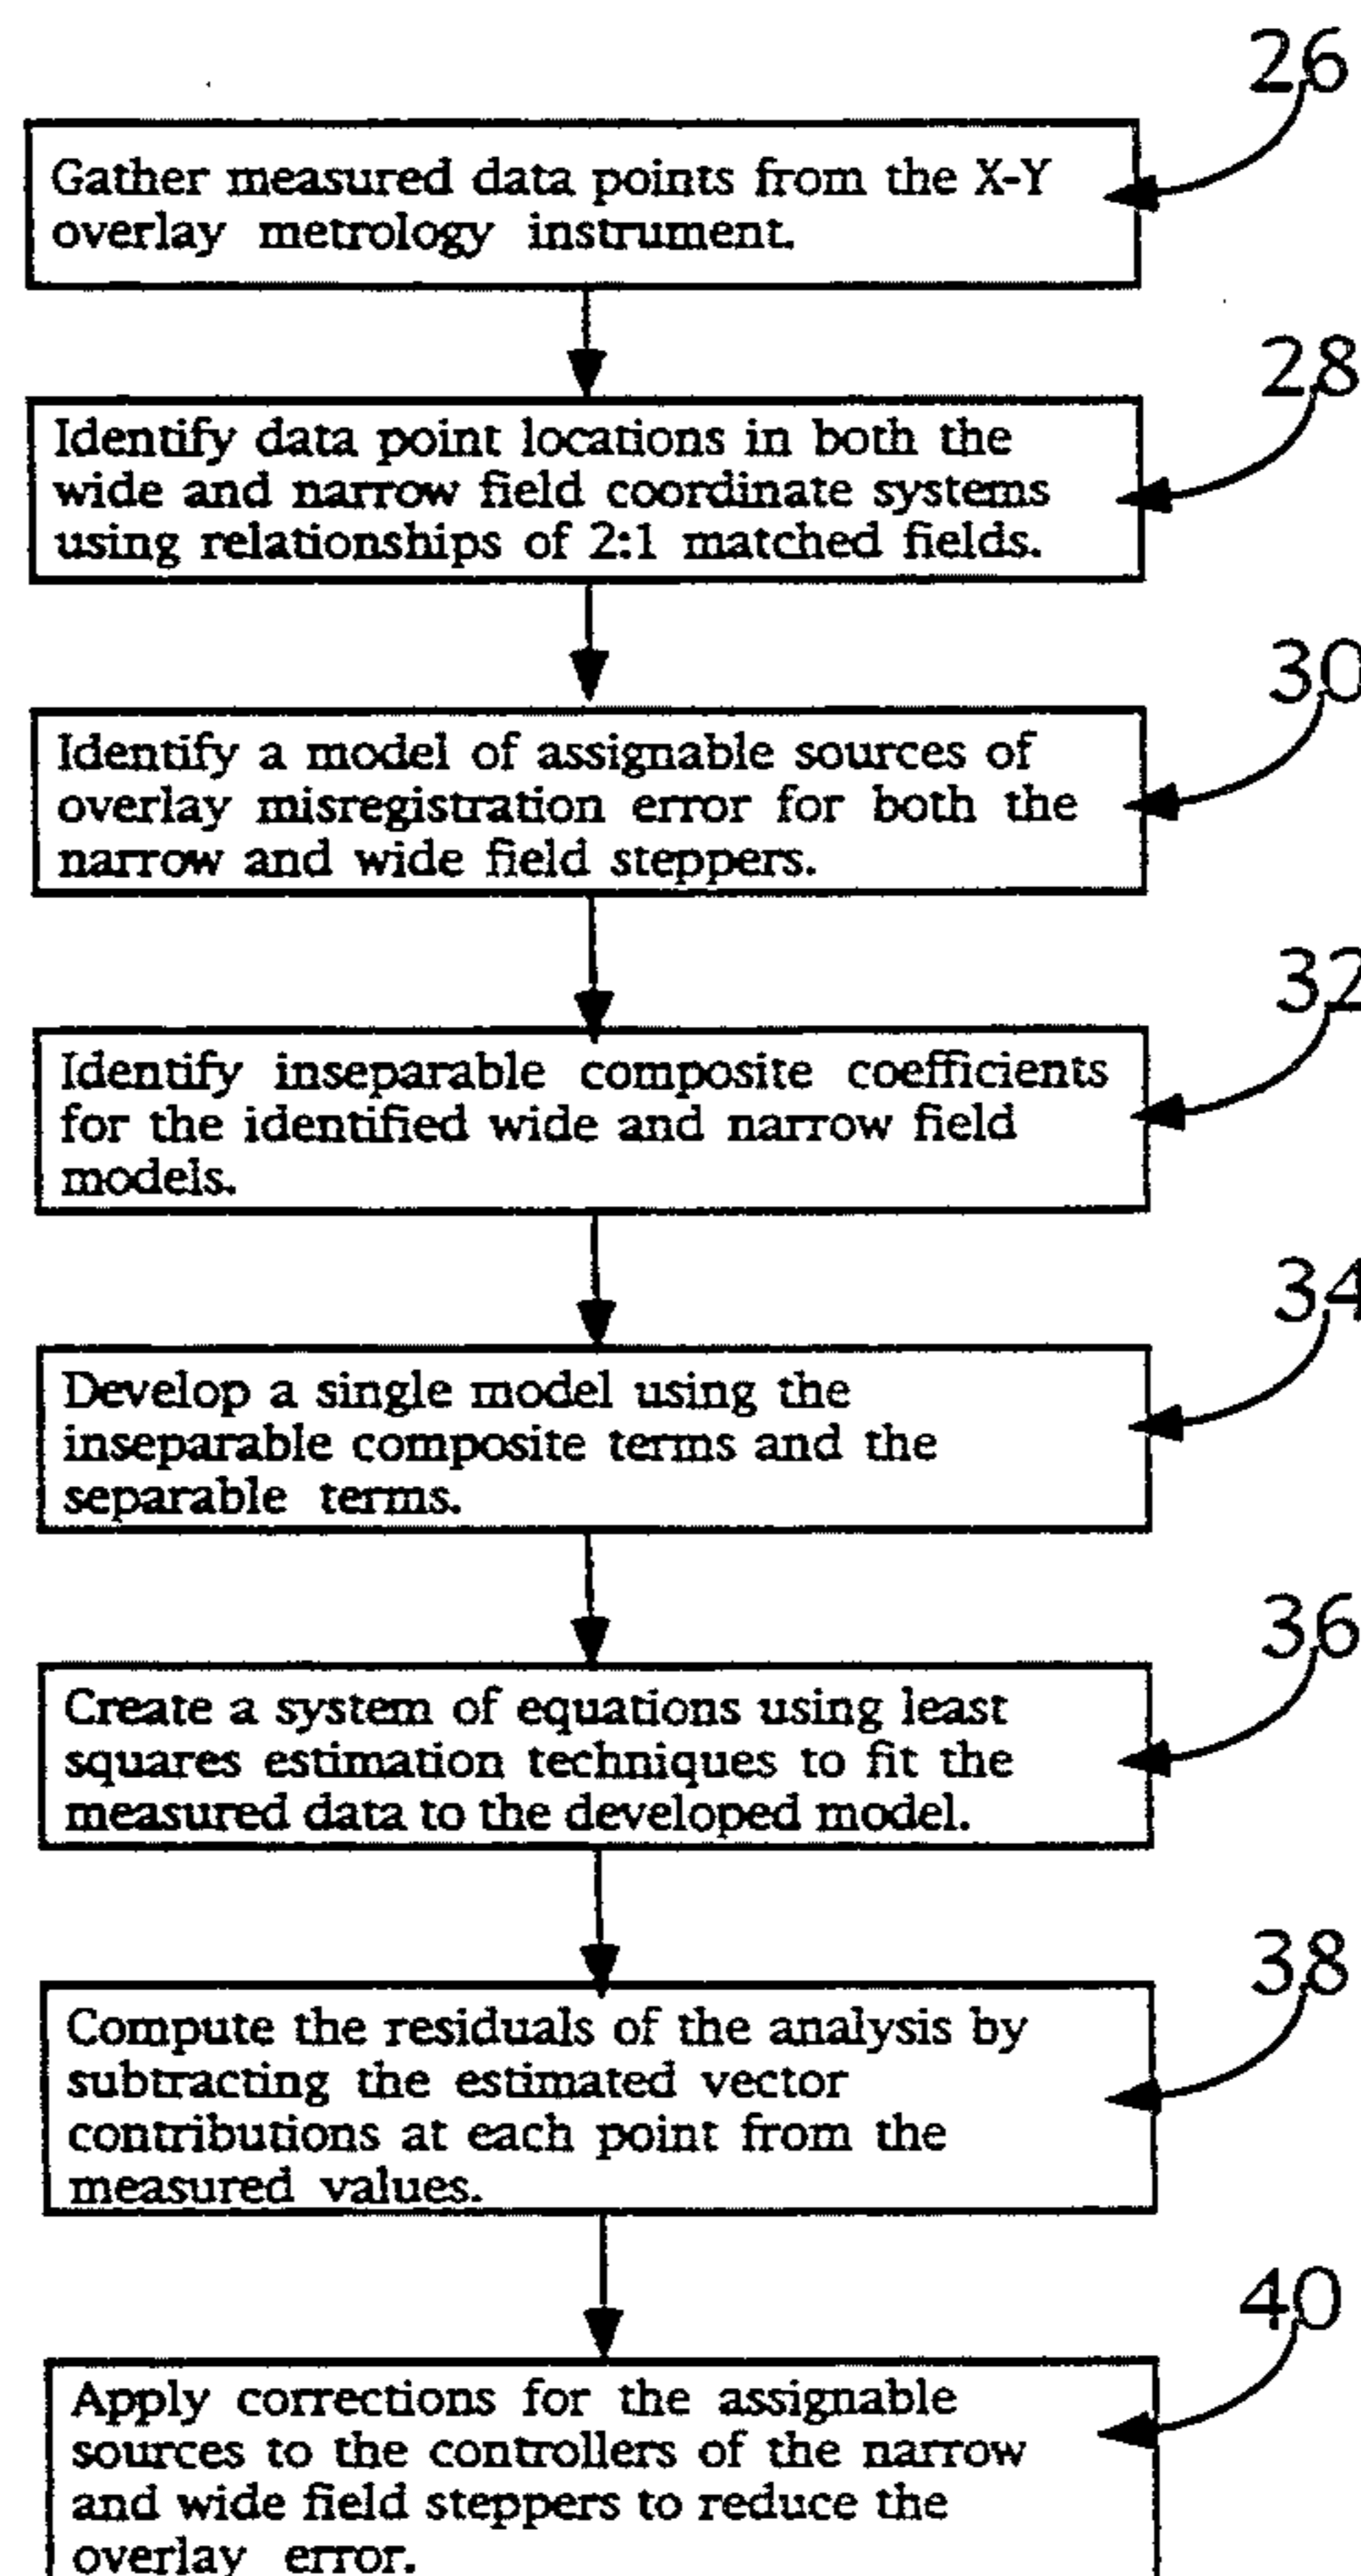 26
Gather measured data points from the X-Y
overlay metrology instrument.
28
Identify data point locations in both the
wide and narrow field coordinate systems
using relationships of 2:1 matched fields.
30
Identify a model of assignable sources of
overlay misregistration error for both the
narrow and wide field steppers.
32
Identify inseparable composite coefficients
for the identified wide and narrow field
models.
34
Develop a single model using the
inseparable composite terms and the
separable terms.
36
Create a system of equations using least
squares estimation techniques to fit the
measured data to the developed model.
38
Compute the residuals of the analysis by
subtracting the estimated vector
contributions at each point from the
measured values.
40
Apply corrections for the assignable
sources to the controllers of the narrow
and wide field steppers to reduce the
overlay error.